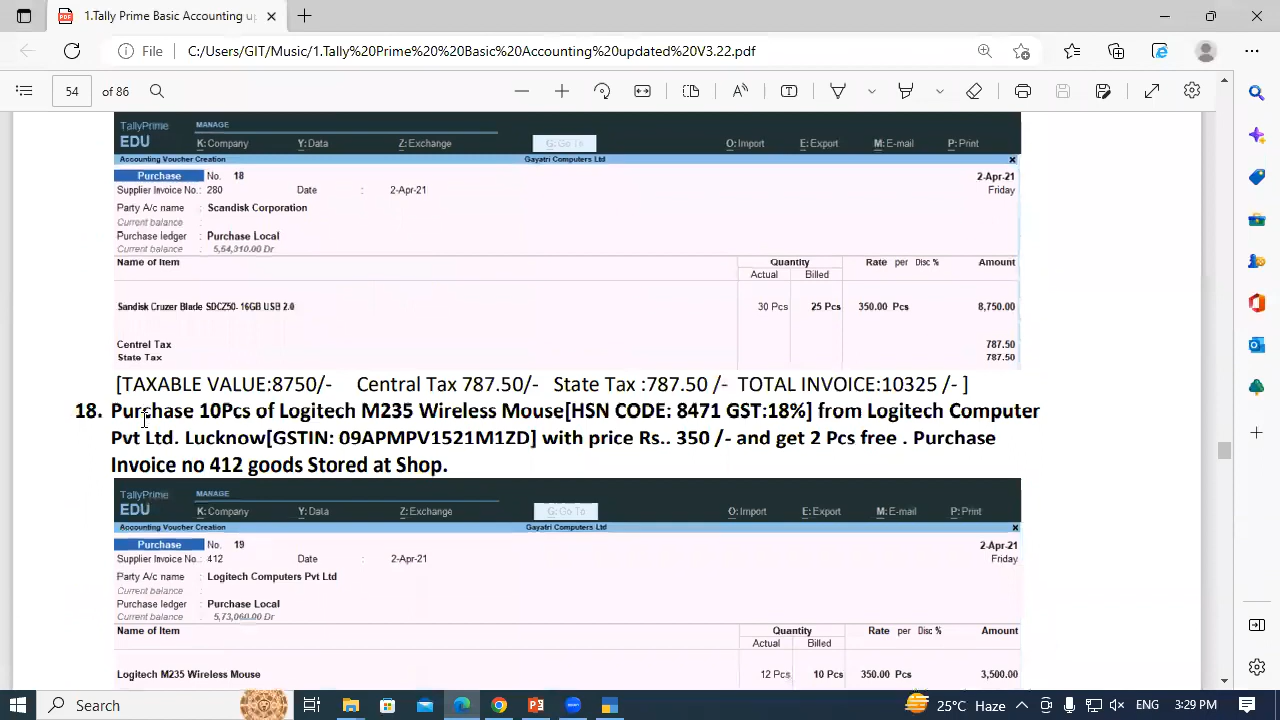 1.Tally Prime Basic Accounting up
File C:/Users/GIT/Music/1.Tally%20Prime%20%20Basic%20Accounting%20updated%20V3.22.pdf
54 of 86
TallyPrime MANAGE
EDU K:Company Y:Data Z:Exchange G:Go To O:Import E:Export M:E-mail P:Print
Accounting Voucher Creation Gayatri Computers Ltd
Purchase No. 18 2-Apr-21
Supplier Invoice No.: 280 Date : 2-Apr-21 Friday
Party A/c name : Scandisk Corporation
Current balance :
Purchase ledger : Purchase Local
Current balance : 5,64,310.00 Dr
Name of Item Quantity Rate per Disc % Amount
Actual Billed
Sandisk Cruzer Blade SDCZ50- 16GB USB 2.0 30 Pcs 25 Pcs 350.00 Pcs 8,750.00
Centrel Tax 787.50
State Tax 787.50
[TAXABLE VALUE:8750/- Central Tax 787.50/- State Tax :787.50 /- TOTAL INVOICE:10325 /- ]
18. Purchase 10Pcs of Logitech M235 Wireless Mouse[HSN CODE: 8471 GST:18%] from Logitech Computer
Pvt Ltd. Lucknow[GSTIN: 09APMPV1521M1ZD] with price Rs.. 350 /- and get 2 Pcs free . Purchase
Invoice no 412 goods Stored at Shop.
TallyPrime MANAGE
EDU K:Company Y:Data Z:Exchange G:Go To O:Import E:Export M:E-mail P:Print
Accounting Voucher Creation Gayatri Computers Ltd
Purchase No. 19 2-Apr-21
Supplier Invoice No.: 412 Date : 2-Apr-21 Friday
Party A/c name : Logitech Computers Pvt Ltd
Current balance :
Purchase ledger : Purchase Local
Current balance : 5,73,060.00 Dr
Name of Item Quantity Rate per Disc % Amount
Actual Billed
Logitech M235 Wireless Mouse 12 Pcs 10 Pcs 350.00 Pcs 3,500.00
Search 25°C Haze ENG 3:29 PM